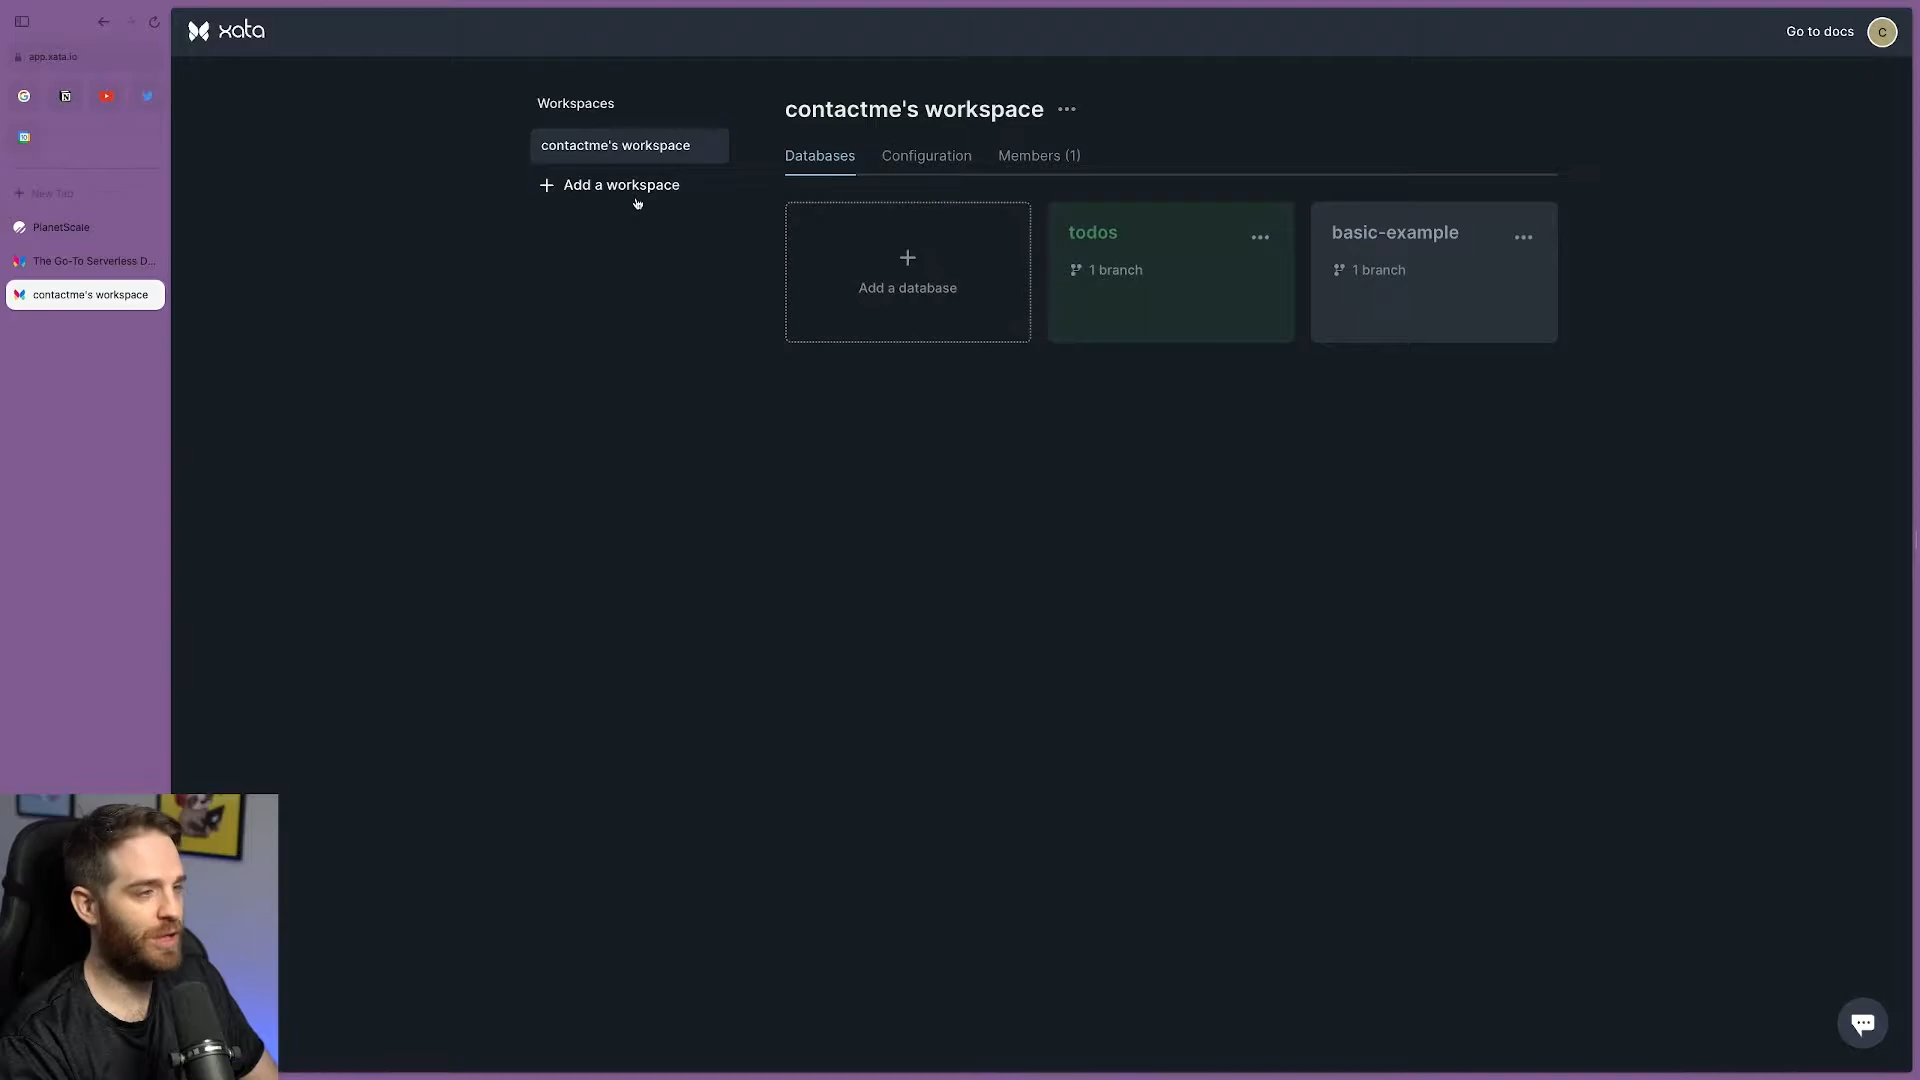 app.xata.io
New Tab
PlanetScale
The Go-To Serverless D...
contactme's workspace
xata
Go to docs
C
Workspaces
contactme's workspace
Add a workspace
contactme's workspace
Databases
Configuration
Members (1)
Add a database
todos
1 branch
basic-example
1 branch